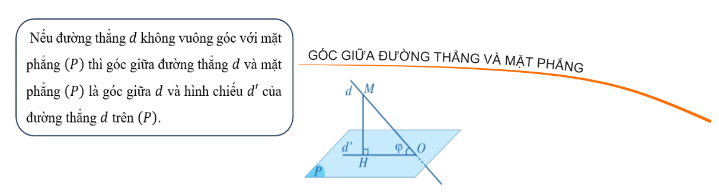 Nếu đường thẳng d không vuông góc với mặt
phẳng (P) thì góc giữa đường thẳng d và mặt
phẳng (P) là góc giữa d và hình chiếu d' của
đường thẳng d trên (P).
GÓC GIỮA ĐƯỜNG THẲNG VÀ MẶT PHẲNG
d M
d' φ O
H
P